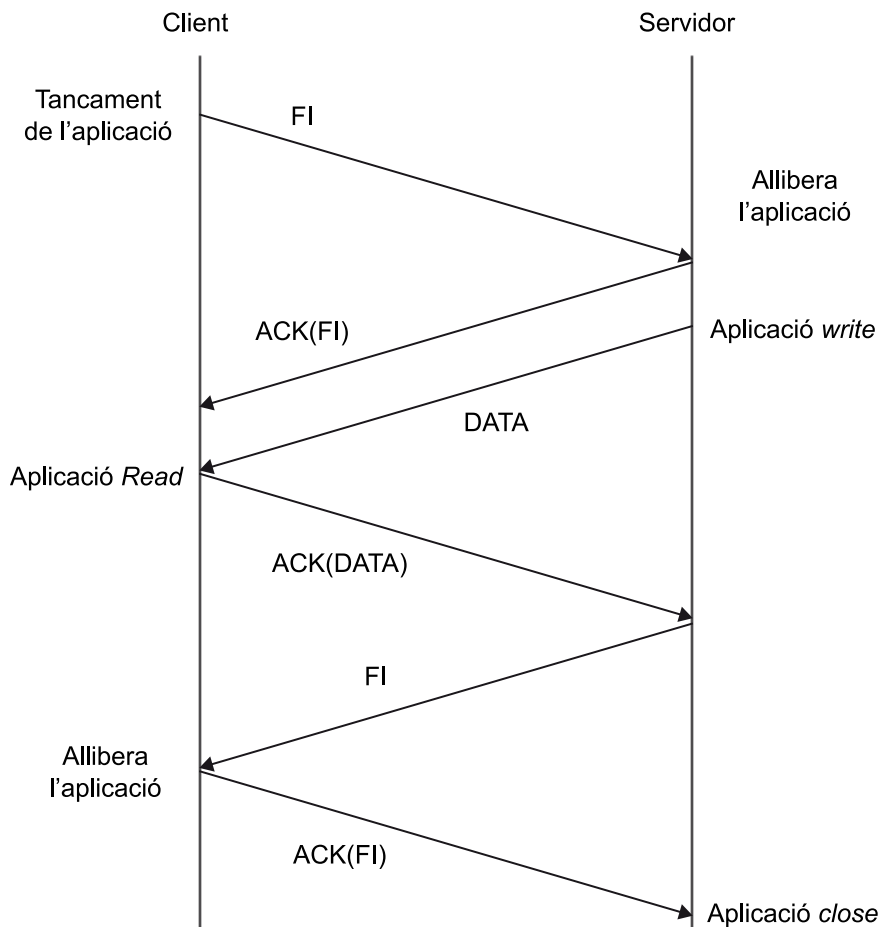 Client
Servidor
Tancament
de l’aplicació
FI
Allibera
l’aplicació
ACK(FI)
Aplicació write
DATA
Aplicació Read
ACK(DATA)
FI
Allibera
l’aplicació
ACK(FI)
Aplicació close